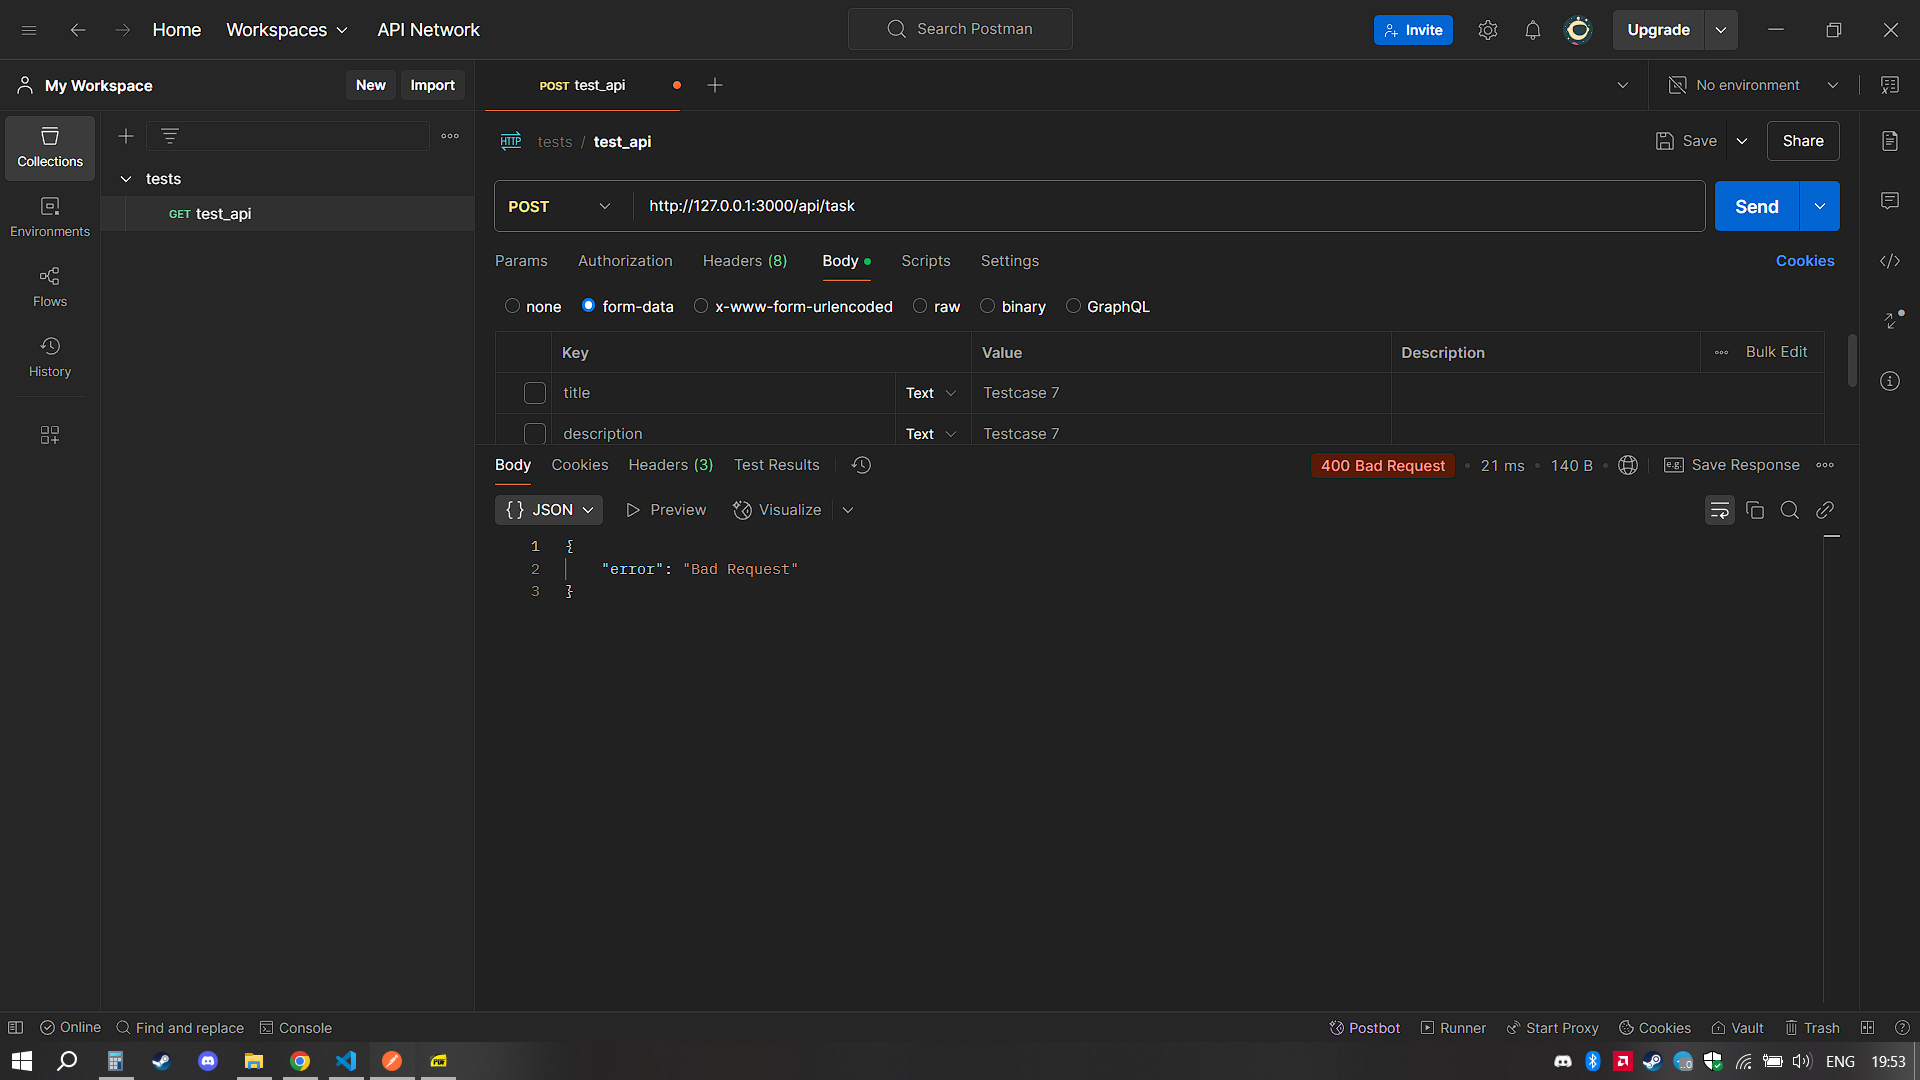 Home Workspaces API Network Search Postman Invite Upgrade
My Workspace New Import POST test_api No environment
Collections
Environments
Flows
History
tests
GET test_api
HTTP tests / test_api Save Share
POST http://127.0.0.1:3000/api/task Send
Params Authorization Headers (8) Body Scripts Settings Cookies
none form-data x-www-form-urlencoded raw binary GraphQL
Key Value Description Bulk Edit
title Text Testcase 7
description Text Testcase 7
Body Cookies Headers (3) Test Results 400 Bad Request 21 ms 140 B e.g. Save Response
{} JSON Preview Visualize
1 {
2 "error": "Bad Request"
3 }
Online Find and replace Console Postbot Runner Start Proxy Cookies Vault Trash
PDF ENG 19:53